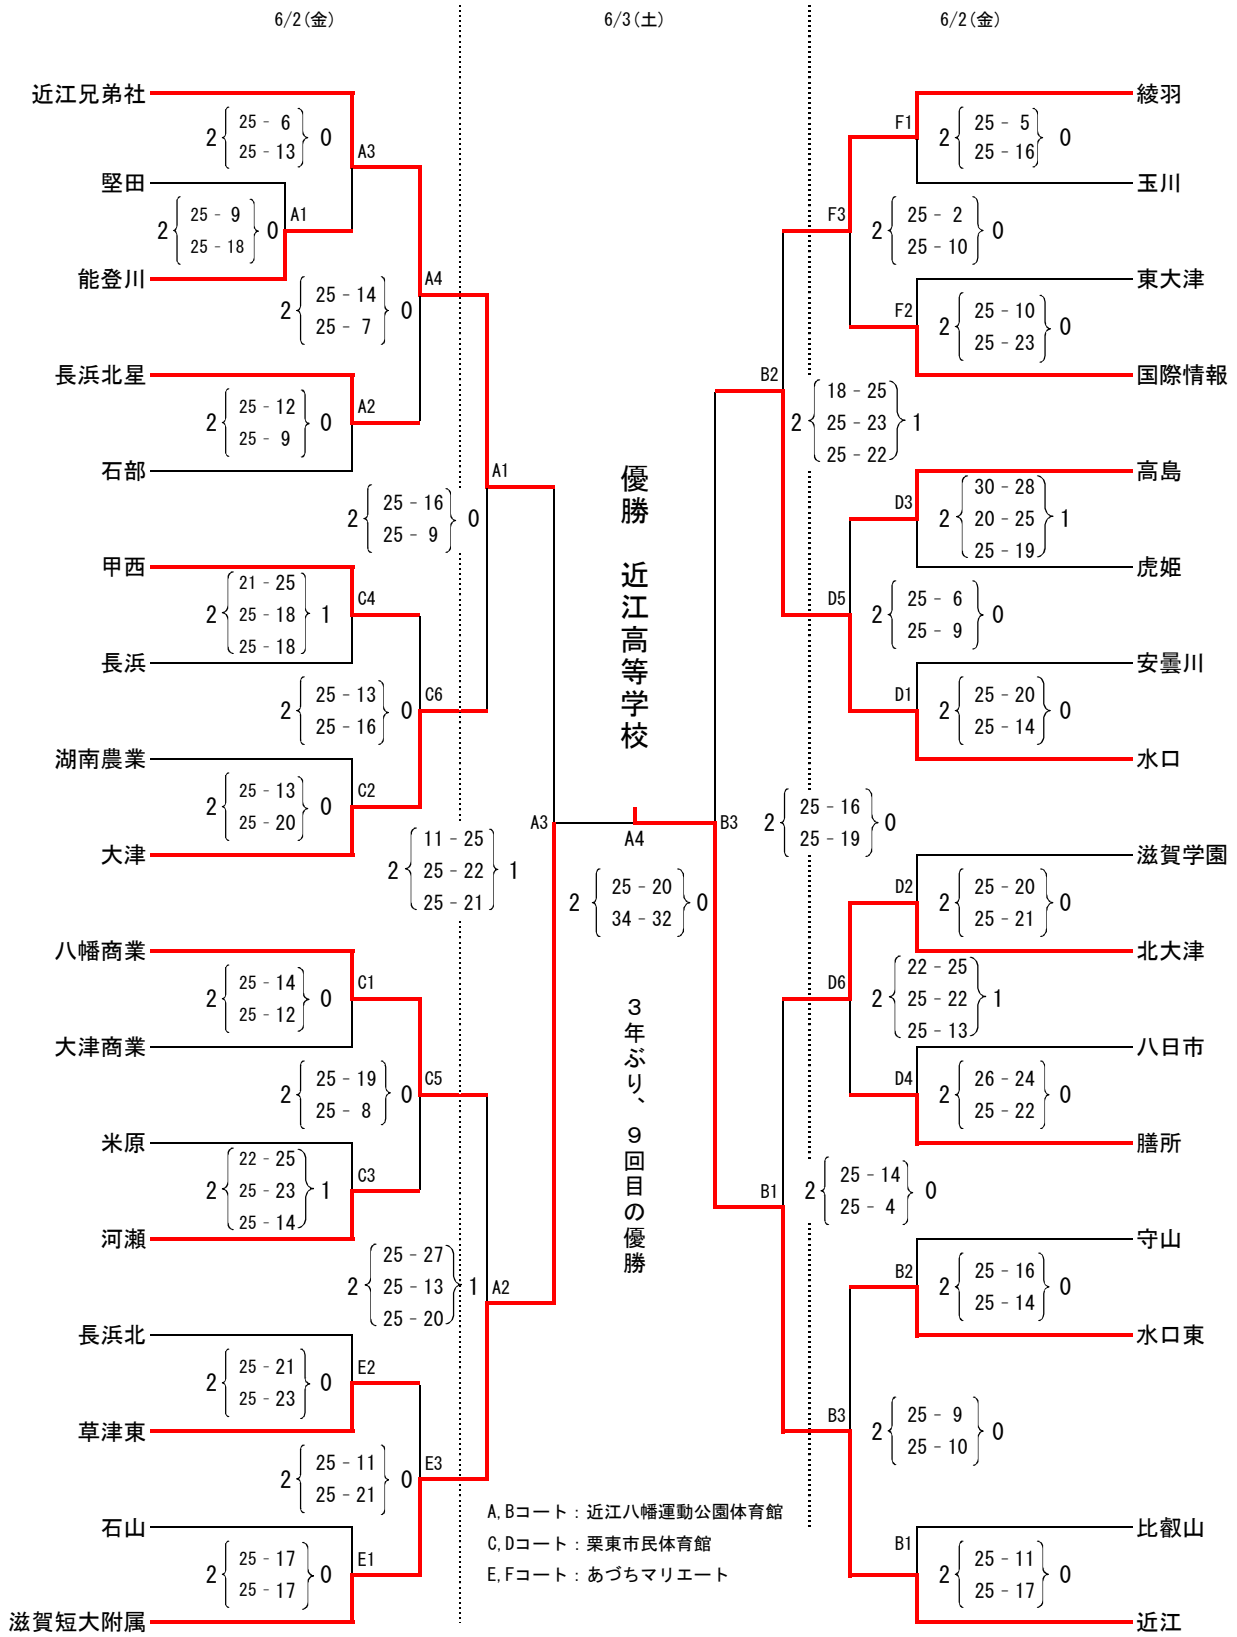 6/2(金)
6/3(土)
6/2(金)
近江兄弟社
2 25 - 6 0
25 - 13
A3
堅田
2 25 - 9 0
25 - 18
A1
能登川
2 25 - 14 0
25 - 7
A4
長浜北星
2 25 - 12 0
25 - 9
A2
石部
2 25 - 16 0
25 - 9
A1
甲西
2 21 - 25 1
25 - 18
25 - 18
C4
長浜
2 25 - 13 0
25 - 16
C6
湖南農業
2 25 - 13 0
25 - 20
C2
大津
2 11 - 25 1
25 - 22
25 - 21
A3
八幡商業
2 25 - 14 0
25 - 12
C1
大津商業
2 25 - 19 0
25 - 8
C5
米原
2 22 - 25 1
25 - 23
25 - 14
C3
河瀬
2 25 - 27 1
25 - 13
25 - 20
A2
長浜北
2 25 - 21 0
25 - 23
E2
草津東
2 25 - 11 0
25 - 21
E3
石山
2 25 - 17 0
25 - 17
E1
滋賀短大附属
優勝 近江高等学校
A4
2 25 - 20 0
34 - 32
3年ぶり、9回目の優勝
A,Bコート：近江八幡運動公園体育館
C,Dコート：栗東市民体育館
E,Fコート：あづちマリエート
綾羽
F1
2 25 - 5 0
25 - 16
玉川
F3
2 25 - 2 0
25 - 10
東大津
F2
2 25 - 10 0
25 - 23
国際情報
B2
2 18 - 25 1
25 - 23
25 - 22
高島
D3
2 30 - 28 1
20 - 25
25 - 19
虎姫
D5
2 25 - 6 0
25 - 9
安曇川
D1
2 25 - 20 0
25 - 14
水口
B3
2 25 - 16 0
25 - 19
滋賀学園
D2
2 25 - 20 0
25 - 21
北大津
D6
2 22 - 25 1
25 - 22
25 - 13
八日市
D4
2 26 - 24 0
25 - 22
膳所
B1
2 25 - 14 0
25 - 4
守山
B2
2 25 - 16 0
25 - 14
水口東
B3
2 25 - 9 0
25 - 10
比叡山
B1
2 25 - 11 0
25 - 17
近江